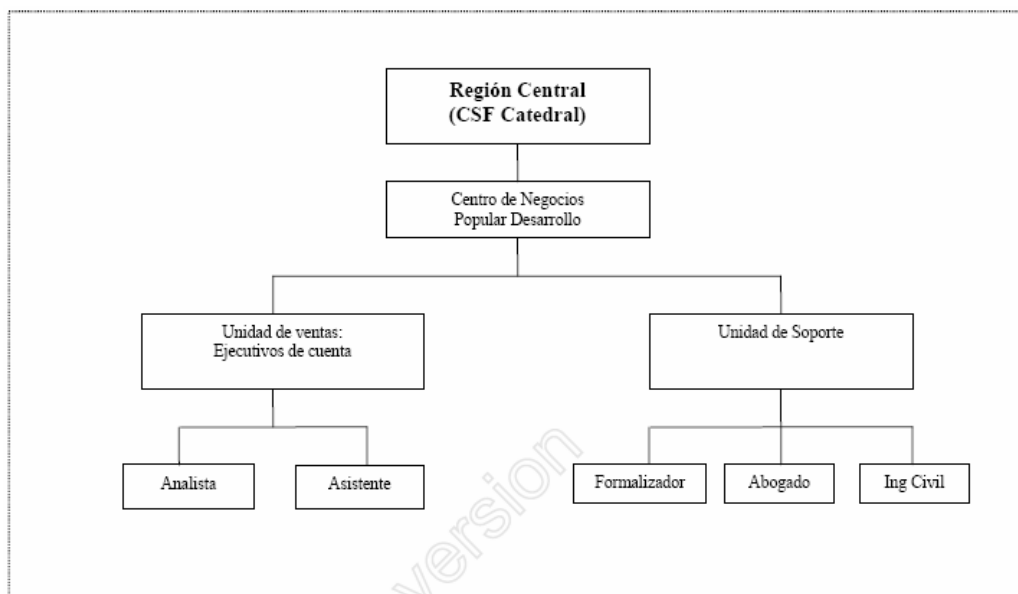 Región Central
(CSF Catedral)
Centro de Negocios
Popular Desarrollo
Unidad de ventas:
Ejecutivos de cuenta
Unidad de Soporte
Analista
Asistente
Formalizador
Abogado
Ing Civil
version